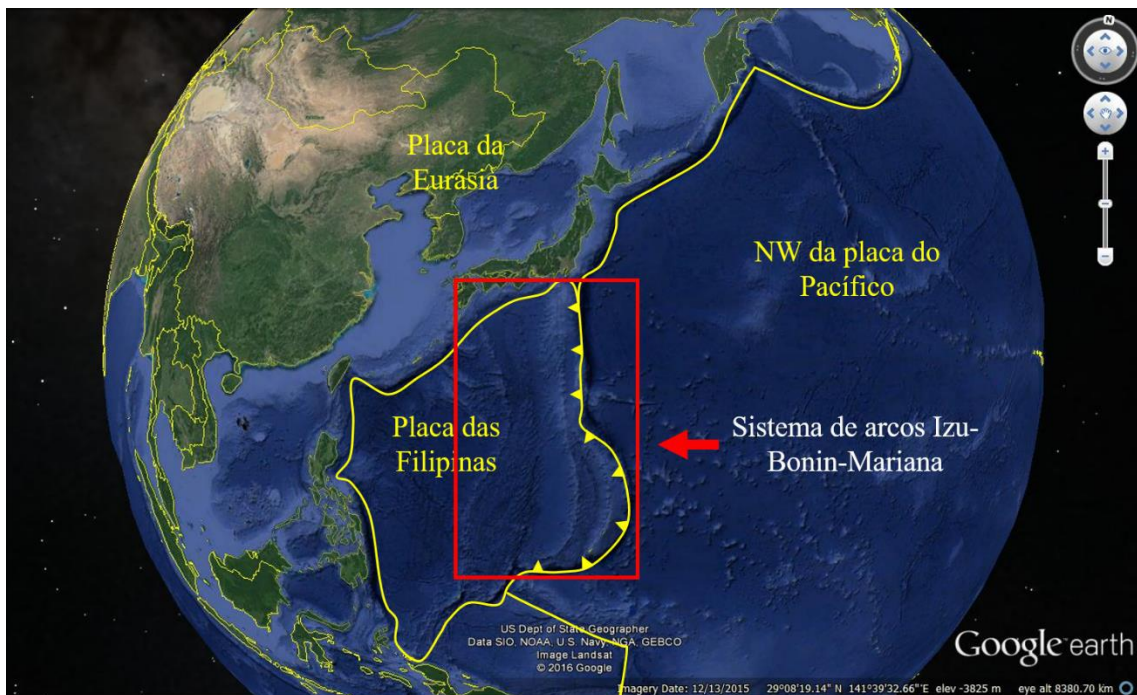 N
Placa da
Eurásia
NW da placa do
Pacífico
Placa das
Filipinas
Sistema de arcos Izu-
Bonin-Mariana
US Dept of State Geographer
Data SIO, NOAA, U.S. Navy, NGA, GEBCO
Image Landsat
© 2016 Google
Google earth
Imagery Date: 12/13/2015 29°08'19.14" N 141°39'32.66"E elev -3825 m eye alt 8380.70 km